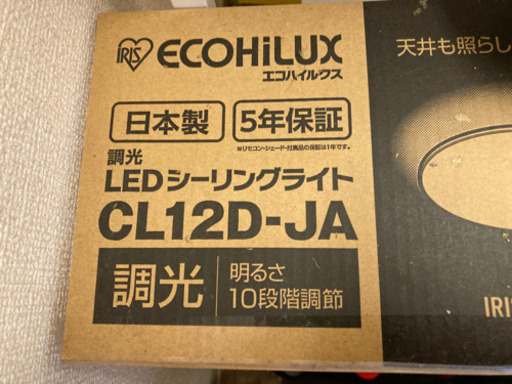 IRIS ECOHiLUX
エコハイルクス
天井も照らし
日本製 5年保証
※リモコン・シェード・付属品の保証は1年です。
調光
LEDシーリングライト
CL12D-JA
調光 明るさ
10段階調節
IRI